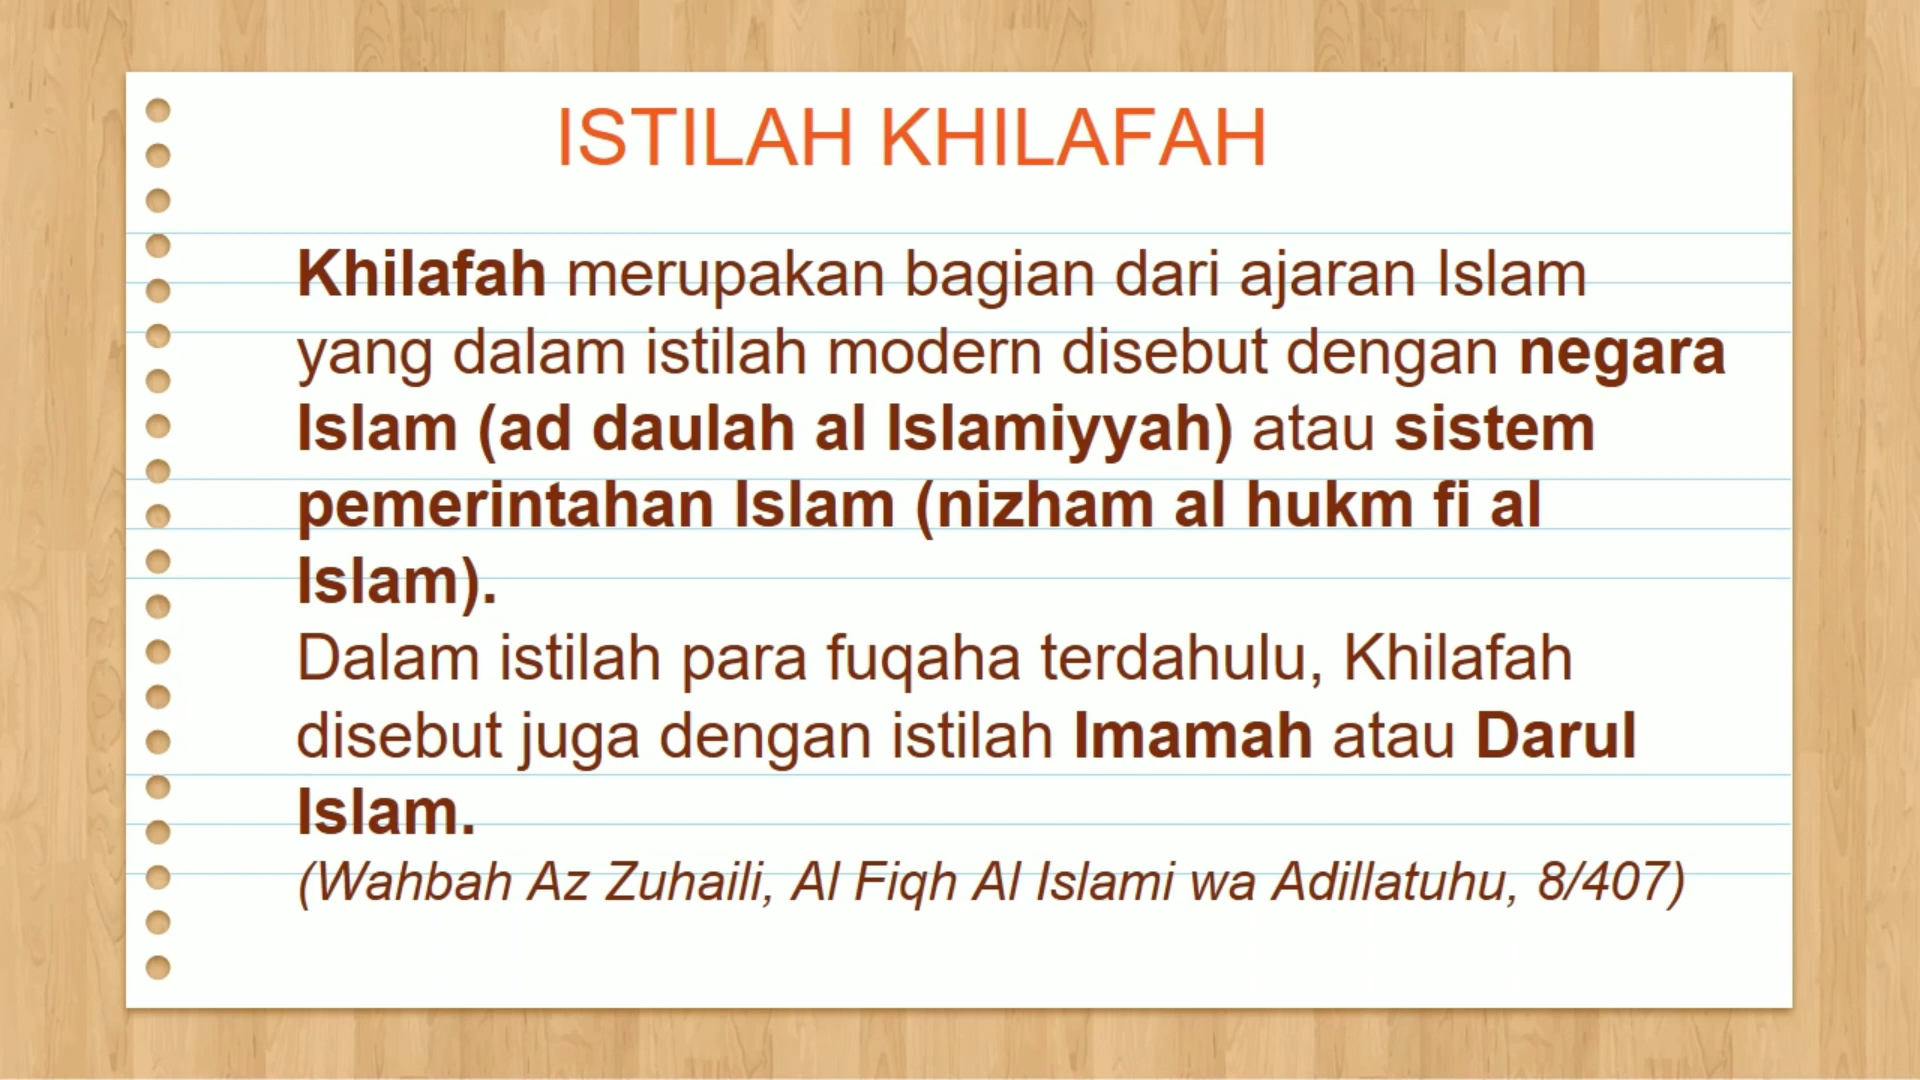 ISTILAH KHILAFAH
Khilafah merupakan bagian dari ajaran Islam
yang dalam istilah modern disebut dengan negara
Islam (ad daulah al Islamiyyah) atau sistem
pemerintahan Islam (nizham al hukm fi al
Islam).
Dalam istilah para fuqaha terdahulu, Khilafah
disebut juga dengan istilah Imamah atau Darul
Islam.
(Wahbah Az Zuhaili, Al Fiqh Al Islami wa Adillatuhu, 8/407)